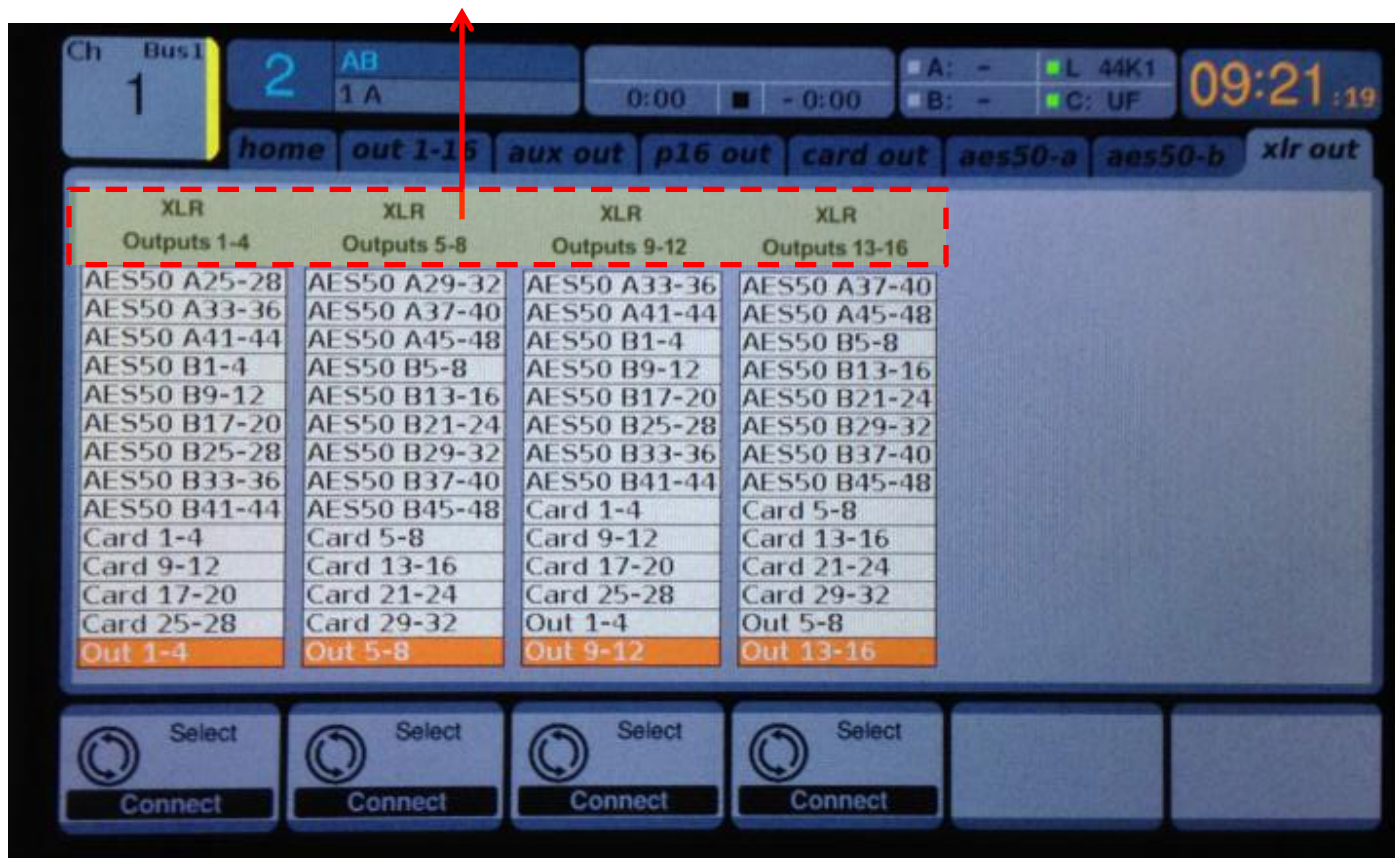 Ch Bus1
1
2 AB
1 A
0:00 - 0:00
A: - L 44K1
B: - C: UF
09:21 :19
home out 1-16 aux out p16 out card out aes50-a aes50-b xlr out
XLR XLR XLR XLR
Outputs 1-4 Outputs 5-8 Outputs 9-12 Outputs 13-16
AES50 A25-28 AES50 A29-32 AES50 A33-36 AES50 A37-40
AES50 A33-36 AES50 A37-40 AES50 A41-44 AES50 A45-48
AES50 A41-44 AES50 A45-48 AES50 B1-4 AES50 B5-8
AES50 B1-4 AES50 B5-8 AES50 B9-12 AES50 B13-16
AES50 B9-12 AES50 B13-16 AES50 B17-20 AES50 B21-24
AES50 B17-20 AES50 B21-24 AES50 B25-28 AES50 B29-32
AES50 B25-28 AES50 B29-32 AES50 B33-36 AES50 B37-40
AES50 B33-36 AES50 B37-40 AES50 B41-44 AES50 B45-48
AES50 B41-44 AES50 B45-48 Card 1-4 Card 5-8
Card 1-4 Card 5-8 Card 9-12 Card 13-16
Card 9-12 Card 13-16 Card 17-20 Card 21-24
Card 17-20 Card 21-24 Card 25-28 Card 29-32
Card 25-28 Card 29-32 Out 1-4 Out 5-8
Out 1-4 Out 5-8 Out 9-12 Out 13-16
Select Select Select Select
Connect Connect Connect Connect